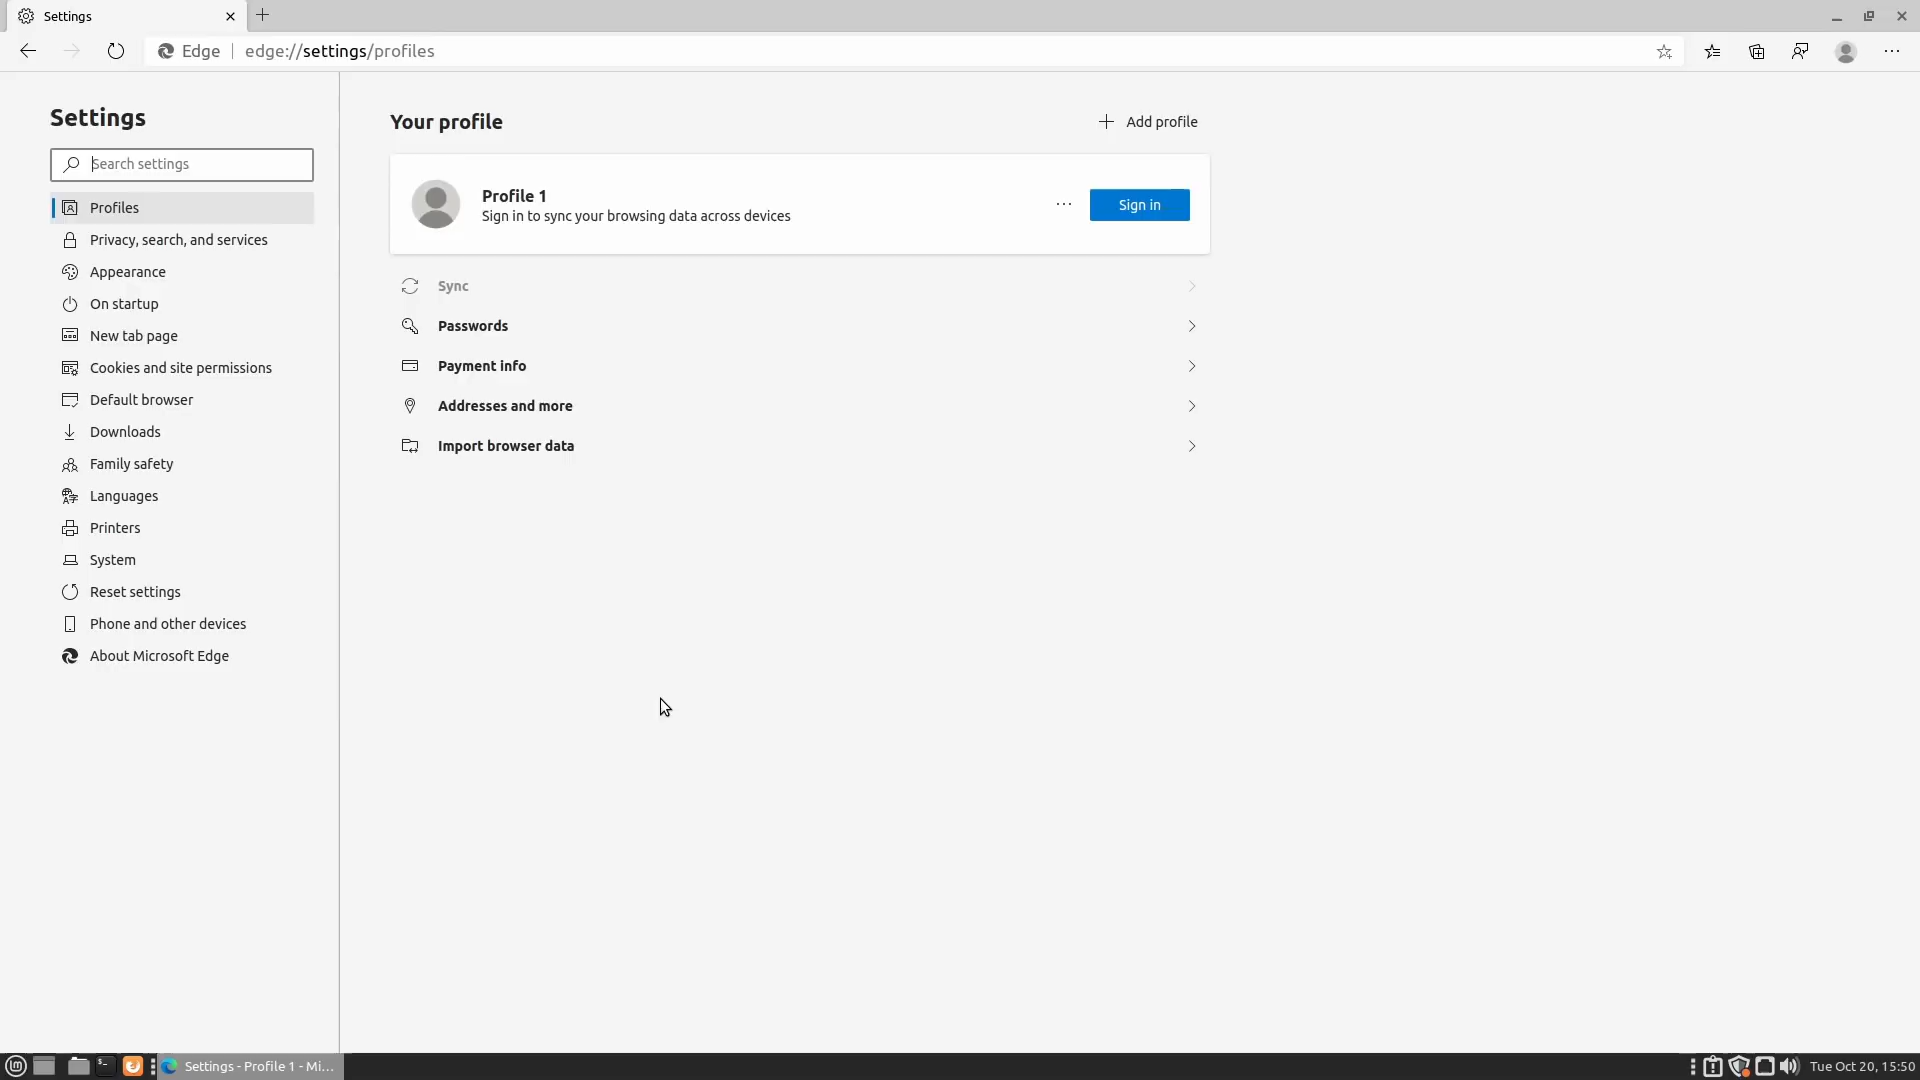 Settings
Edge
edge://settings/profiles
Settings
Search settings
Profiles
Privacy, search, and services
Appearance
On startup
New tab page
Cookies and site permissions
Default browser
Downloads
Family safety
Languages
Printers
System
Reset settings
Phone and other devices
About Microsoft Edge
Your profile
Add profile
Profile 1
Sign in to sync your browsing data across devices
Sign in
Sync
Passwords
Payment info
Addresses and more
Import browser data
Settings - Profile 1 - Mi...
Tue Oct 20, 15:50